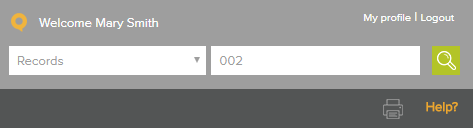 Welcome Mary Smith
My profile | Logout
Records 002
Help?